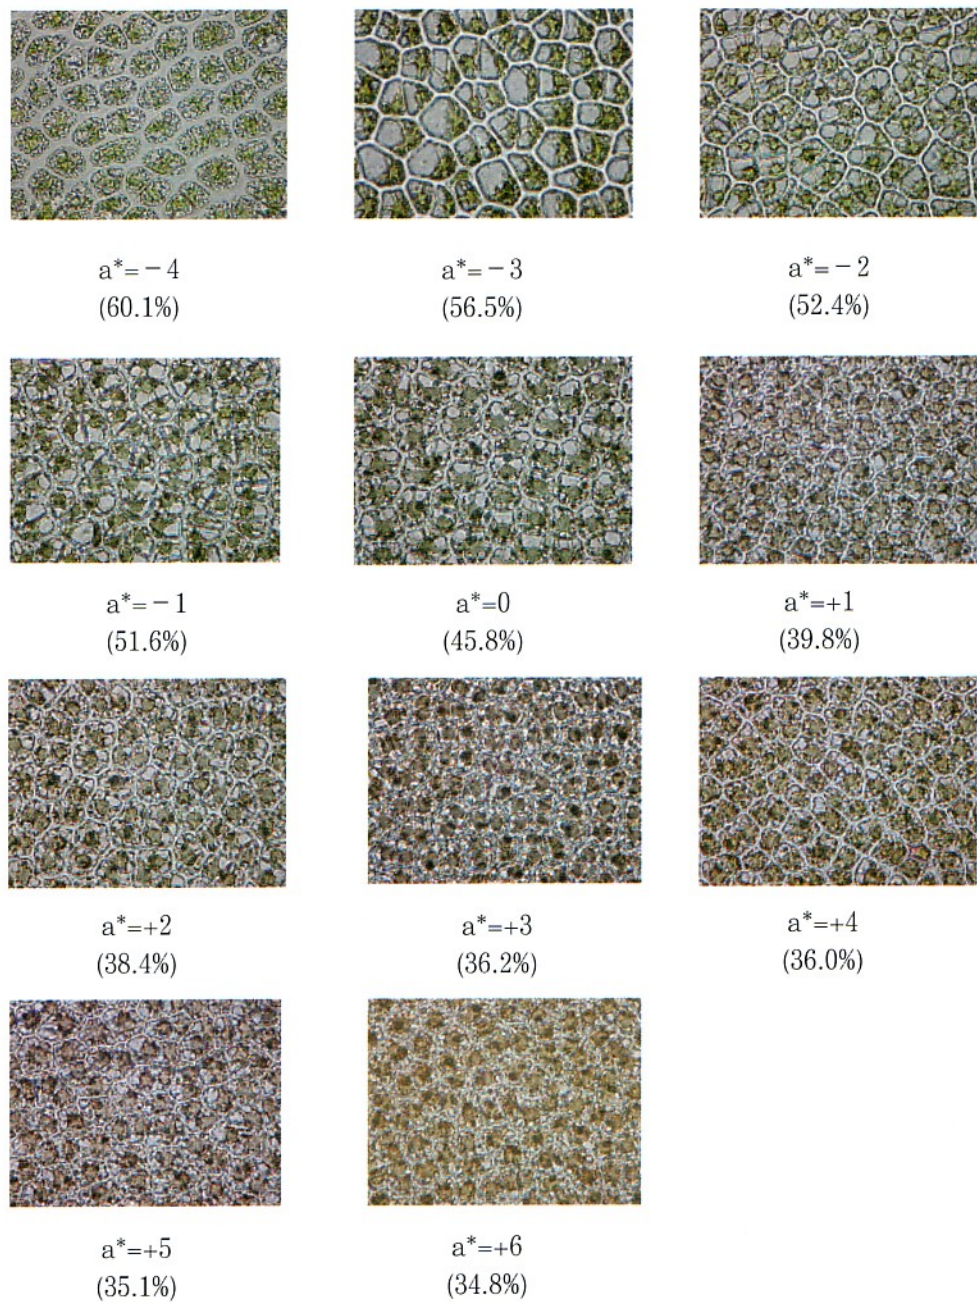 a*= − 4
(60.1%)
a*= − 3
(56.5%)
a*= − 2
(52.4%)
a*= − 1
(51.6%)
a*=0
(45.8%)
a*=+1
(39.8%)
a*=+2
(38.4%)
a*=+3
(36.2%)
a*=+4
(36.0%)
a*=+5
(35.1%)
a*=+6
(34.8%)